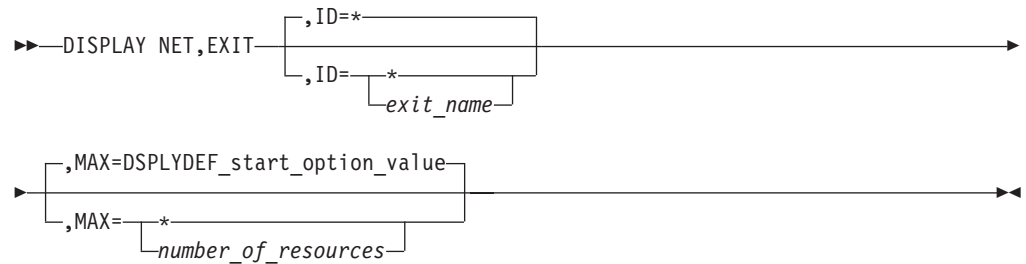 ,ID=*
DISPLAY NET,EXIT
,ID= *
exit_name
,MAX=DSPLYDEF_start_option_value
,MAX= *
number_of_resources